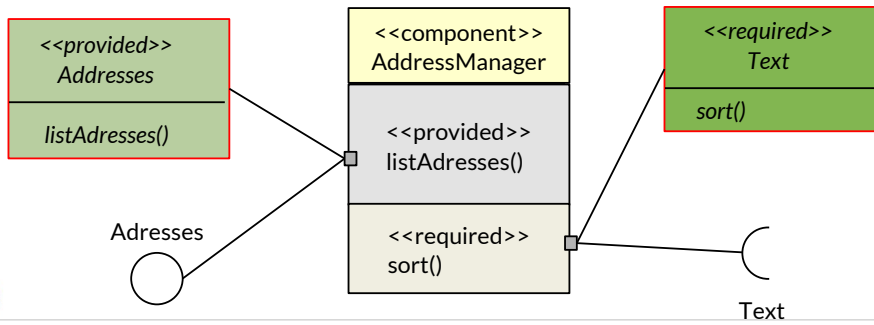 <<provided>>
Addresses
listAdresses()
<<component>>
AddressManager
<<provided>>
listAdresses()
<<required>>
sort()
<<required>>
Text
sort()
Adresses
Text